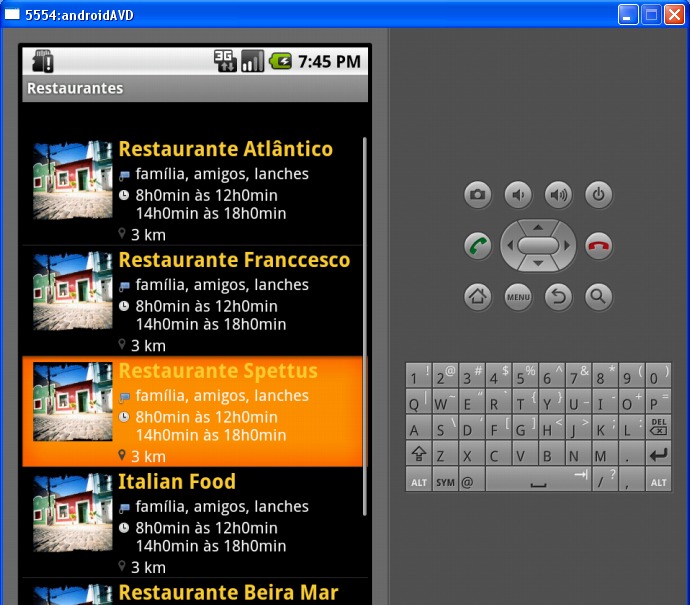 5554:androidAVD
3G
7:45 PM
Restaurantes
Restaurante Atlântico
família, amigos, lanches
8h0min às 12h0min
14h0min às 18h0min
3 km
Restaurante Franccesco
família, amigos, lanches
8h0min às 12h0min
14h0min às 18h0min
3 km
Restaurante Spettus
família, amigos, lanches
8h0min às 12h0min
14h0min às 18h0min
3 km
Italian Food
família, amigos, lanches
8h0min às 12h0min
14h0min às 18h0min
3 km
Restaurante Beira Mar
MENU
1 ! 2 @ 3 # 4 $ 5 % 6 ^ 7 & 8 * 9 ( 0 )
Q | W ~ E " R ` T { Y } U _ I - O + P =
A S \ D ' F [ G ] H < J > K ; L : DEL
Z X C V B N M .
ALT SYM @ / ? , ALT